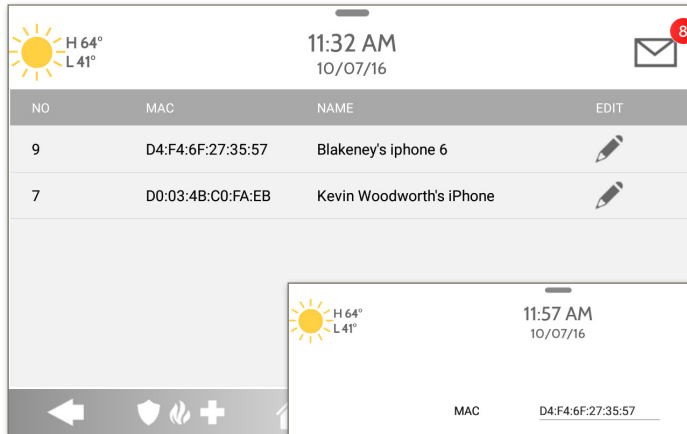 H 64°
L 41°
11:32 AM
10/07/16
8
NO MAC NAME EDIT
9 D4:F4:6F:27:35:57 Blakeney's iphone 6
7 D0:03:4B:C0:FA:EB Kevin Woodworth's iPhone
H 64°
L 41°
11:57 AM
10/07/16
MAC D4:F4:6F:27:35:57